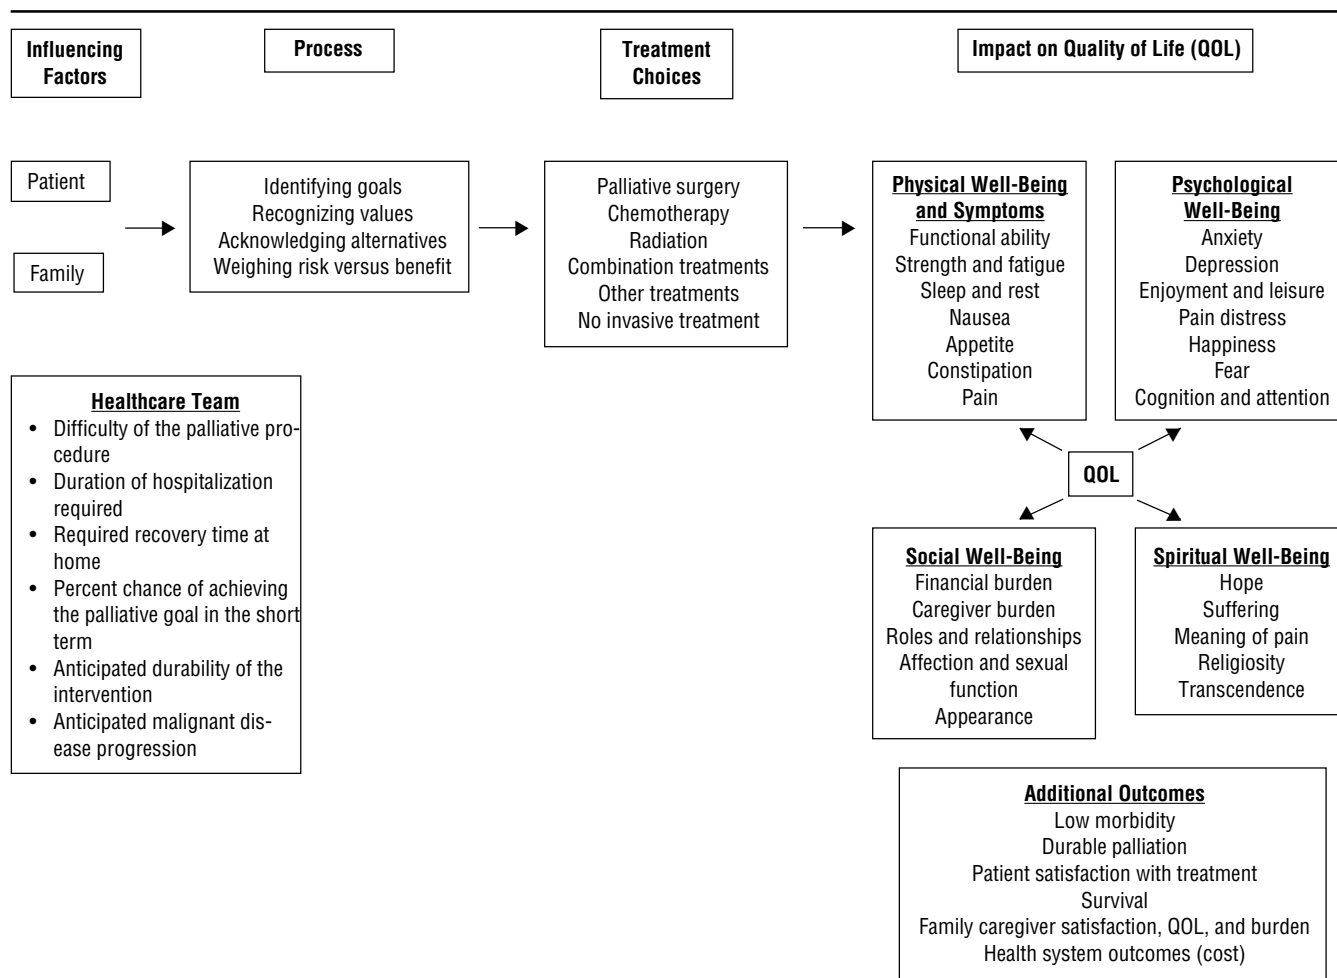 Influencing
Factors
Process
Treatment
Choices
Impact on Quality of Life (QOL)
Patient
Family
Identifying goals
Recognizing values
Acknowledging alternatives
Weighing risk versus benefit
Palliative surgery
Chemotherapy
Radiation
Combination treatments
Other treatments
No invasive treatment
Physical Well-Being
and Symptoms
Functional ability
Strength and fatigue
Sleep and rest
Nausea
Appetite
Constipation
Pain
Psychological
Well-Being
Anxiety
Depression
Enjoyment and leisure
Pain distress
Happiness
Fear
Cognition and attention
Healthcare Team
• Difficulty of the palliative pro-
cedure
• Duration of hospitalization
required
• Required recovery time at
home
• Percent chance of achieving
the palliative goal in the short
term
• Anticipated durability of the
intervention
• Anticipated malignant dis-
ease progression
QOL
Social Well-Being
Financial burden
Caregiver burden
Roles and relationships
Affection and sexual
function
Appearance
Spiritual Well-Being
Hope
Suffering
Meaning of pain
Religiosity
Transcendence
Additional Outcomes
Low morbidity
Durable palliation
Patient satisfaction with treatment
Survival
Family caregiver satisfaction, QOL, and burden
Health system outcomes (cost)